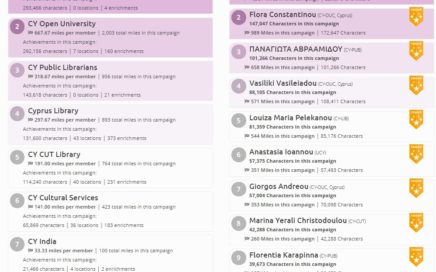 293,466 characters | 0 locations | 2 enrichments
2
CY Open University
667.67 miles per member | 2,003 total miles in this campaign
Achievements in this campaign:
292,156 characters | 7 locations | 160 enrichments
3
CY Public Librarians
318.67 miles per member | 956 total miles in this campaign
Achievements in this campaign:
143,618 characters | 0 locations | 21 enrichments
4
Cyprus Library
297.67 miles per member | 893 total miles in this campaign
Achievements in this campaign:
131,600 characters | 43 locations | 373 enrichments
5
CY CUT Library
191.00 miles per member | 764 total miles in this campaign
Achievements in this campaign:
114,240 characters | 40 locations | 231 enrichments
6
CY Cultural Services
141.00 miles per member | 423 total miles in this campaign
Achievements in this campaign:
65,869 characters | 36 locations | 183 enrichments
7
CY India
33.33 miles per member | 100 total miles in this campaign
Achievements in this campaign:
21,466 characters | 4 locations | 2 enrichments
2
Flora Constantinou (CY-OUC, Cyprus)
147,047 Characters in this campaign
989 Miles in this campaign | 172,647 Characters
3
ΠΑΝΑΓΙΩΤΑ ΑΒΡΑΑΜΙΔΟΥ (CY-PUB)
101,266 Characters in this campaign
658 Miles in this campaign | 101,266 Characters
4
Vasiliki Vasileiadou (CY-OUC, Cyprus)
88,105 Characters in this campaign
571 Miles in this campaign | 108,411 Characters
5
Louiza Maria Pelekanou (CY-PUB)
81,359 Characters in this campaign
544 Miles in this campaign | 85,176 Characters
6
Anastasia Ioannou (UCY)
57,375 Characters in this campaign
351 Miles in this campaign | 57,493 Characters
7
Giorgos Andreou (CY-OUC, Cyprus)
57,004 Characters in this campaign
353 Miles in this campaign | 70,090 Characters
8
Marina Yerali Christodoulou (CY-CUT)
42,288 Characters in this campaign
260 Miles in this campaign | 42,288 Characters
9
Florentia Karapinna (CY-PUB)
39,673 Characters in this campaign